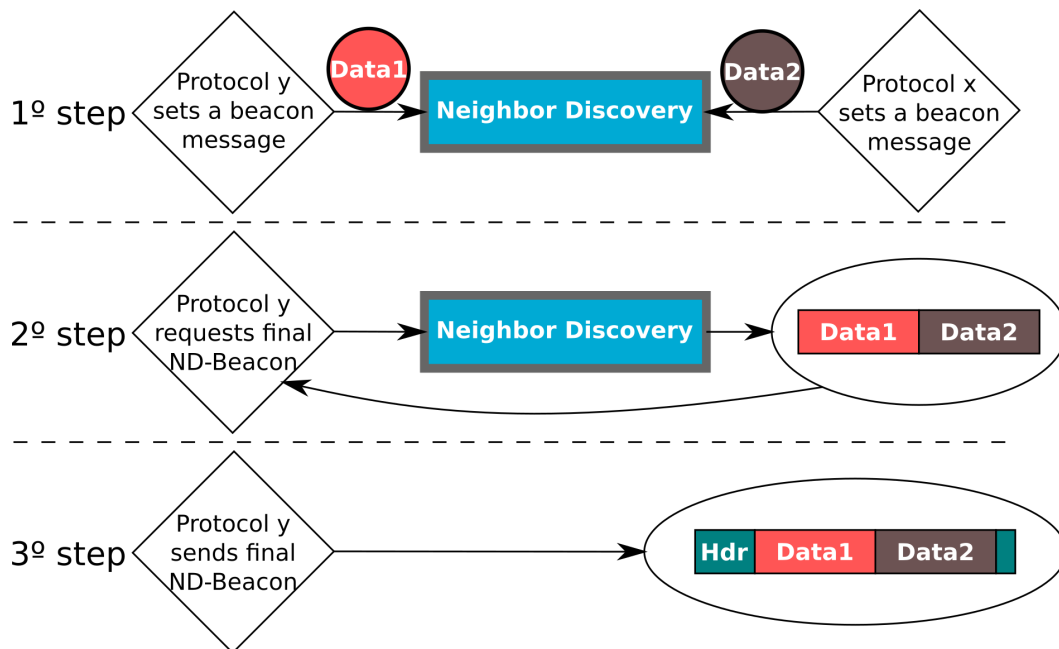 1º step
Protocol y
sets a beacon
message
Data1
Neighbor Discovery
Data2
Protocol x
sets a beacon
message
2º step
Protocol y
requests final
ND-Beacon
Neighbor Discovery
Data1 Data2
3º step
Protocol y
sends final
ND-Beacon
Hdr Data1 Data2